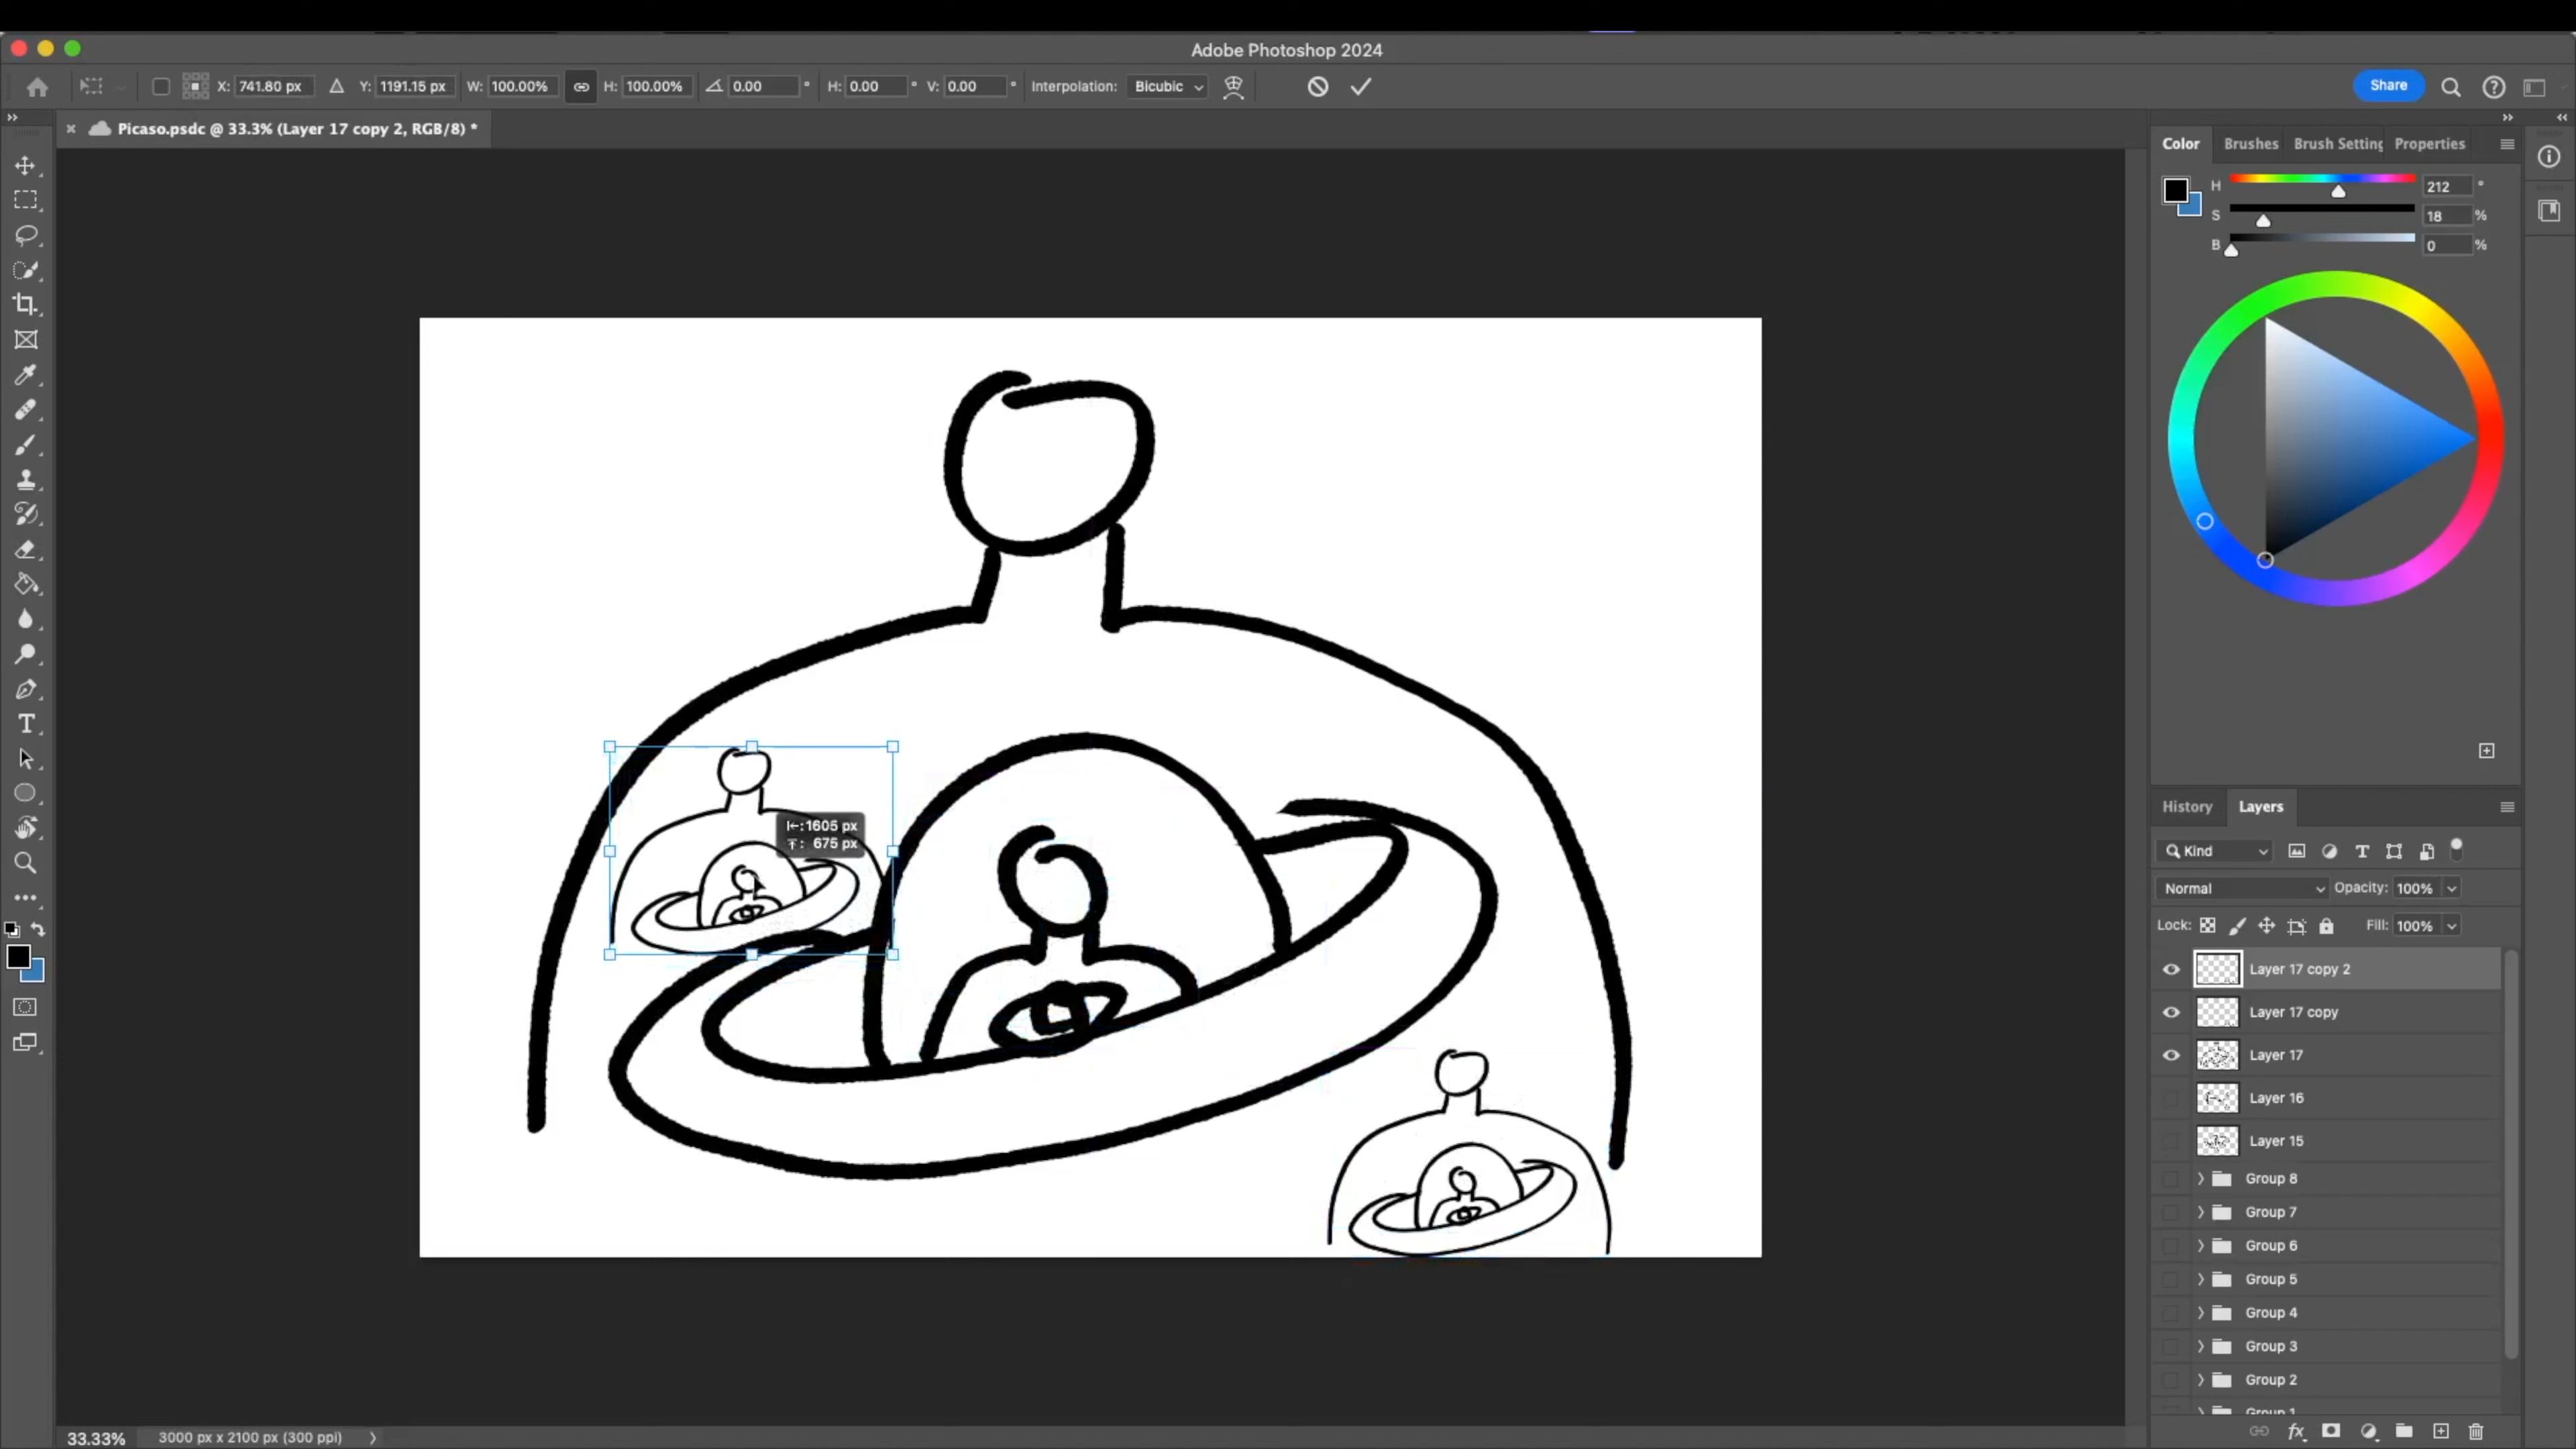 Adobe Photoshop 2024
X: 741.80 px Y: 1191.15 px W: 100.00% H: 100.00% 0.00 ° H: 0.00 ° V: 0.00 ° Interpolation: Bicubic Share
Picaso.psdc @ 33.3% (Layer 17 copy 2, RGB/8) *
Color Brushes Brush Setting Properties
H 212 °
S 18 %
B 0 %
1605 px
675 px
History Layers
Kind
Normal Opacity: 100%
Lock: Fill: 100%
Layer 17 copy 2
Layer 17 copy
Layer 17
Layer 16
Layer 15
Group 8
Group 7
Group 6
Group 5
Group 4
Group 3
Group 2
Group 1
fx
33.33% 3000 px x 2100 px (300 ppi)